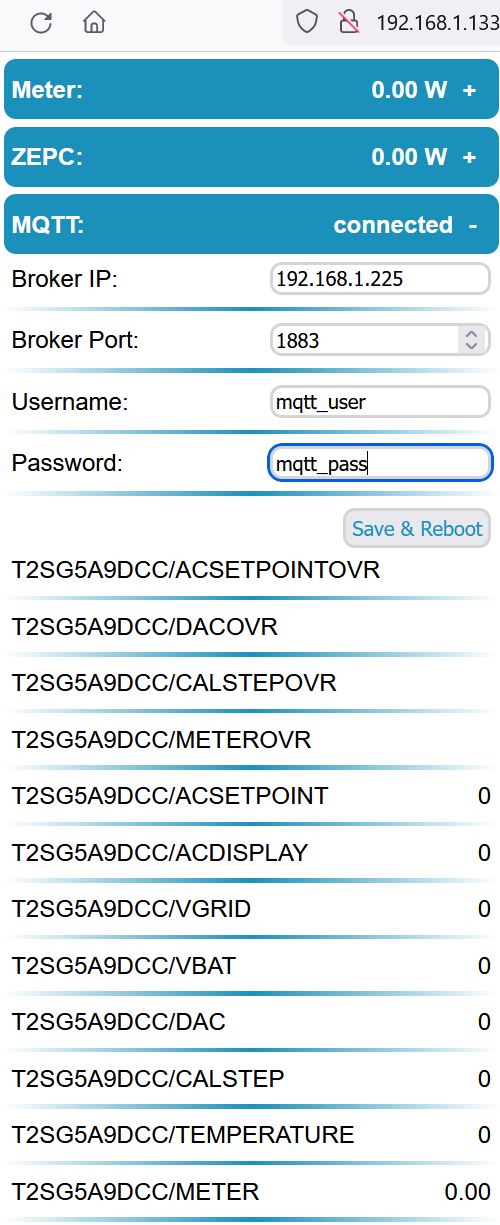 192.168.1.133
Meter: 0.00 W +
ZEPC: 0.00 W +
MQTT: connected -
Broker IP: 192.168.1.225
Broker Port: 1883
Username: mqtt_user
Password: mqtt_pass
Save & Reboot
T2SG5A9DCC/ACSETPOINTOVR
T2SG5A9DCC/DACOVR
T2SG5A9DCC/CALSTEPOVR
T2SG5A9DCC/METEROVR
T2SG5A9DCC/ACSETPOINT 0
T2SG5A9DCC/ACDISPLAY 0
T2SG5A9DCC/VGRID 0
T2SG5A9DCC/VBAT 0
T2SG5A9DCC/DAC 0
T2SG5A9DCC/CALSTEP 0
T2SG5A9DCC/TEMPERATURE 0
T2SG5A9DCC/METER 0.00